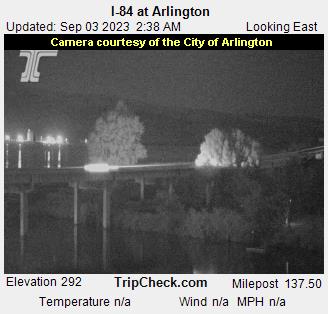 I-84 at Arlington
Updated: Sep 03 2023 2:38 AM Looking East
Camera courtesy of the City of Arlington
Elevation 292 TripCheck.com Milepost 137.50
Temperature n/a Wind n/a MPH n/a